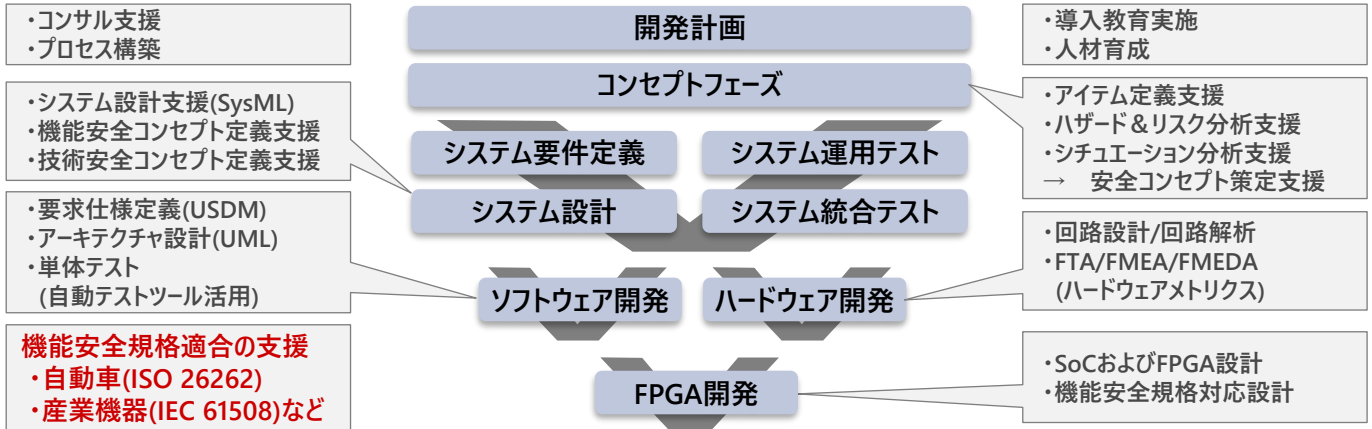 ・コンサル支援
・プロセス構築
開発計画
・導入教育実施
・人材育成
コンセプトフェーズ
・システム設計支援(SysML)
・機能安全コンセプト定義支援
・技術安全コンセプト定義支援
・アイテム定義支援
・ハザード＆リスク分析支援
・シチュエーション分析支援
→　安全コンセプト策定支援
システム要件定義
システム運用テスト
システム設計
システム統合テスト
・要求仕様定義(USDM)
・アーキテクチャ設計(UML)
・単体テスト
(自動テストツール活用)
・回路設計/回路解析
・FTA/FMEA/FMEDA
(ハードウェアメトリクス)
ソフトウェア開発
ハードウェア開発
機能安全規格適合の支援
・自動車(ISO 26262)
・産業機器(IEC 61508)など
FPGA開発
・SoCおよびFPGA設計
・機能安全規格対応設計